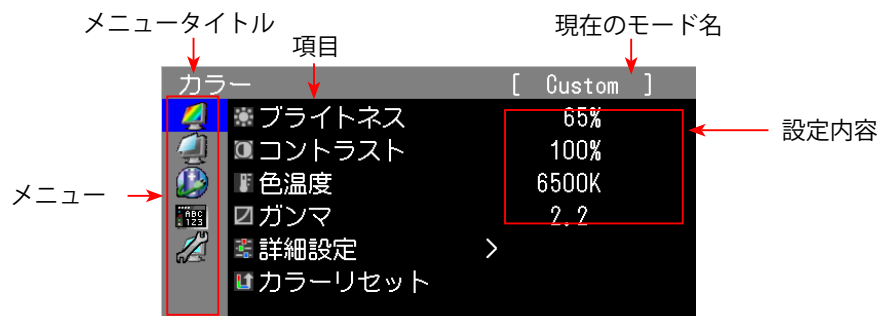 メニュータイトル
項目
現在のモード名
カラー [ Custom ]
ブライトネス 65%
コントラスト 100%
設定内容
色温度 6500K
メニュー
ABC
123
ガンマ 2.2
詳細設定 >
カラーリセット